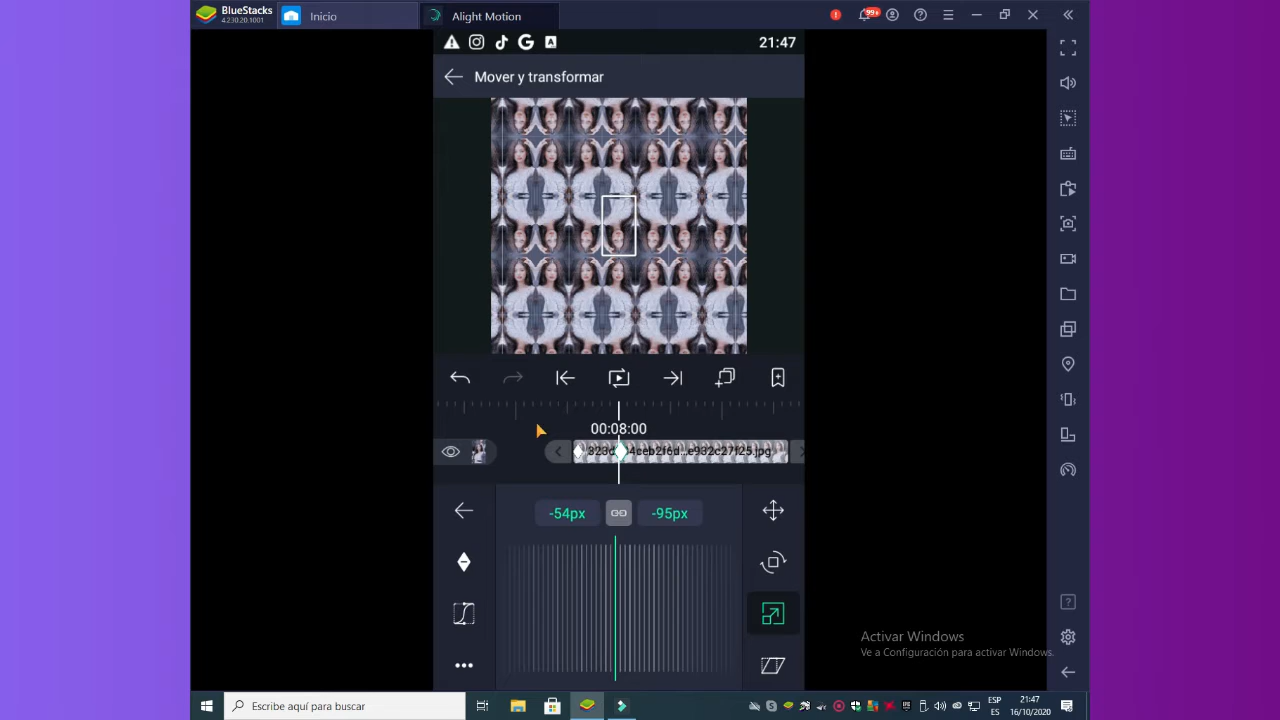 BlueStacks
4.230.20.1001
Inicio
Alight Motion
99+
21:47
Mover y transformar
00:08:00
-54px
-95px
Activar Windows
Ve a Configuración para activar Windows.
Escribe aquí para buscar
ESP
ES
21:47
16/10/2020